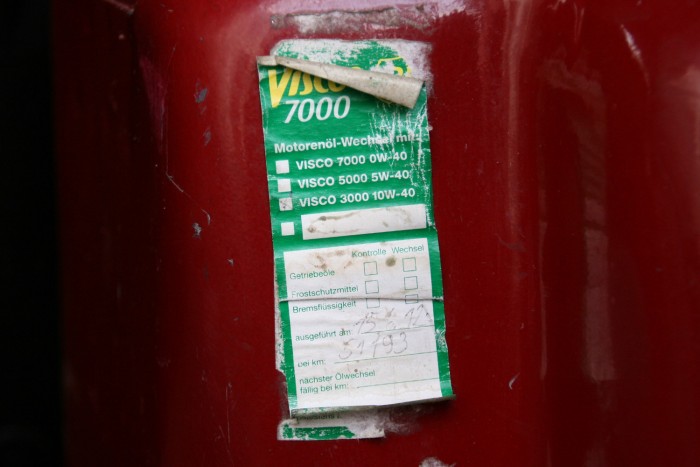 VISCO
7000
Motorenöl-Wechsel mit:
VISCO 7000 0W-40
VISCO 5000 5W-40
VISCO 3000 10W-40
Kontrolle Wechsel
Getriebeöle
Frostschutzmittel
Bremsflüssigkeit
ausgeführt am:
bei km:
nächster Ölwechsel
fällig bei km: